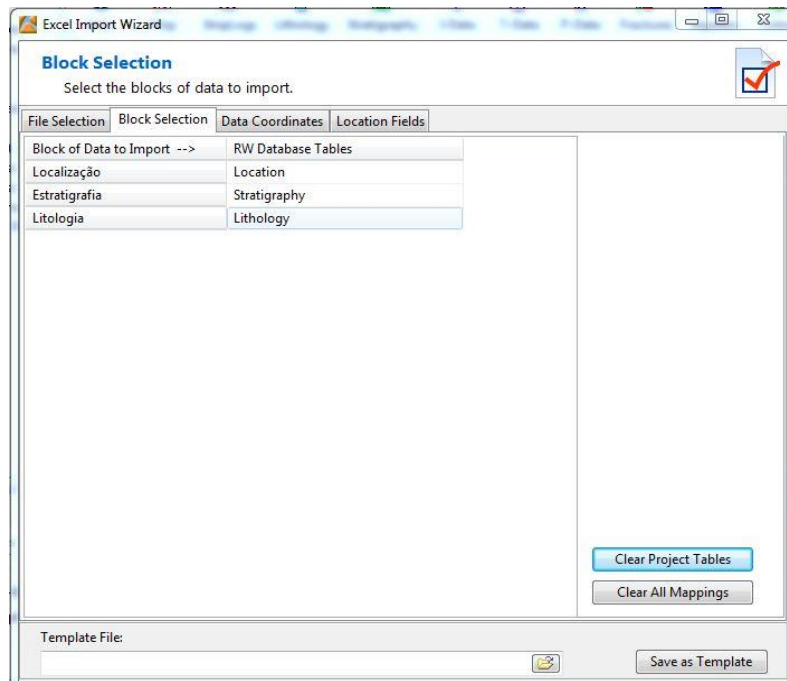 Excel Import Wizard
Block Selection
Select the blocks of data to import.
File Selection Block Selection Data Coordinates Location Fields
Block of Data to Import --> RW Database Tables
Localização Location
Estratigrafia Stratigraphy
Litologia Lithology
Clear Project Tables
Clear All Mappings
Template File:
Save as Template